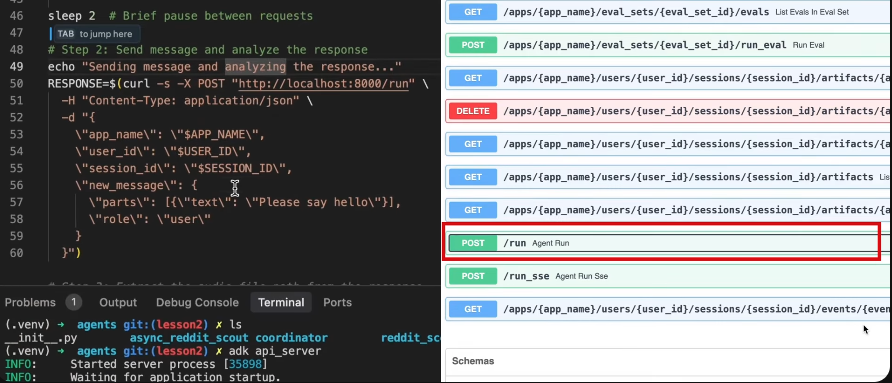 46 sleep 2 # Brief pause between requests
47 TAB to jump here
48 # Step 2: Send message and analyze the response
49 echo "Sending message and analyzing the response..."
50 RESPONSE=$(curl -s -X POST "http://localhost:8000/run" \
51 -H "Content-Type: application/json" \
52 -d "{
53 \"app_name\": \"$APP_NAME\",
54 \"user_id\": \"$USER_ID\",
55 \"session_id\": \"$SESSION_ID\",
56 \"new_message\": {
57 \"parts\": [{\"text\": \"Please say hello\"}],
58 \"role\": \"user\"
59 }
60 }")
Problems 1 Output Debug Console Terminal Ports
(.venv) → agents git:(lesson2) ✗ ls
__init__.py async_reddit_scout coordinator reddit_sc
(.venv) → agents git:(lesson2) ✗ adk api_server
INFO: Started server process [35898]
INFO: Waiting for application startup.
GET /apps/{app_name}/eval_sets/{eval_set_id}/evals List Evals In Eval Set
POST /apps/{app_name}/eval_sets/{eval_set_id}/run_eval Run Eval
GET /apps/{app_name}/users/{user_id}/sessions/{session_id}/artifacts/{a
DELETE /apps/{app_name}/users/{user_id}/sessions/{session_id}/artifacts/{a
GET /apps/{app_name}/users/{user_id}/sessions/{session_id}/artifacts/{a
GET /apps/{app_name}/users/{user_id}/sessions/{session_id}/artifacts Lis
GET /apps/{app_name}/users/{user_id}/sessions/{session_id}/artifacts/{a
POST /run Agent Run
POST /run_sse Agent Run Sse
GET /apps/{app_name}/users/{user_id}/sessions/{session_id}/events/{even
Schemas